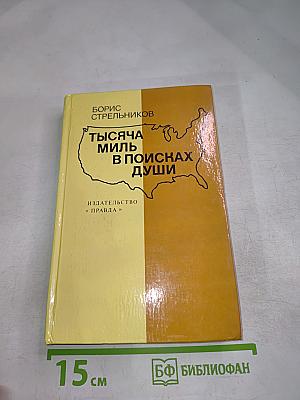 БОРИС
СТРЕЛЬНИКОВ
ТЫСЯЧА
МИЛЬ
В ПОИСКАХ
ДУШИ
ИЗДАТЕЛЬСТВО
« ПРАВДА »
15 см
БФ БИБЛИОФАН